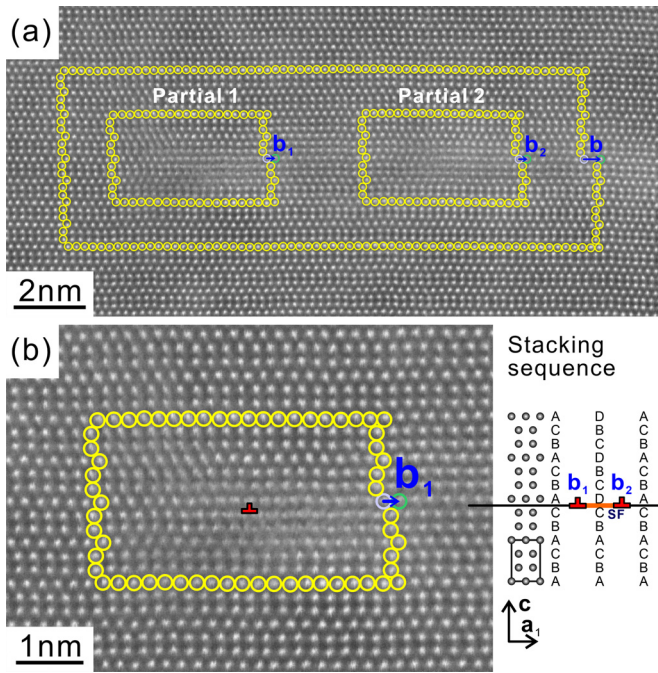 (a)
Partial 1
Partial 2
b1
b2
b
2nm
(b)
b1
1nm
Stacking
sequence
A D A
C B C
B C B
A D A
C B C
B C B
b1 b2
A D A
SF
C C C
B B B
A A A
C C C
B B B
A A A
c
a1